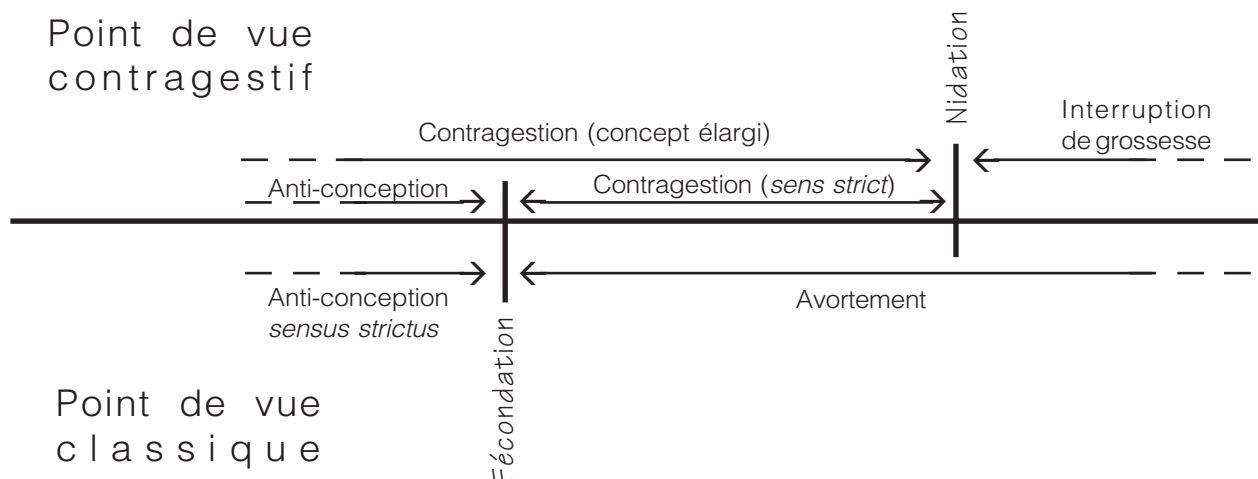 Point de vue
contragestif
Nidation
Interruption
de grossesse
Contragestion (concept élargi)
Anti-conception
Contragestion (sens strict)
Anti-conception
sensus strictus
Avortement
Fécondation
Point de vue
classique